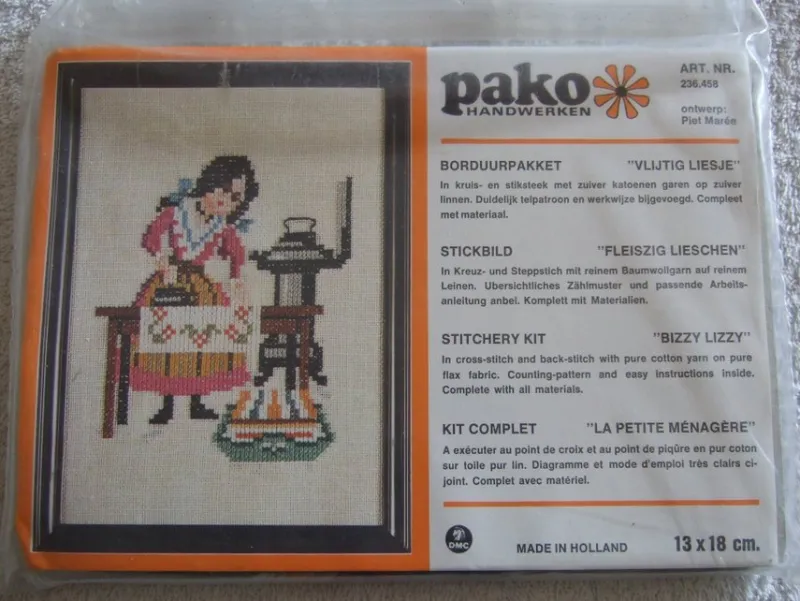 pako
HANDWERKEN
ART. NR.
236.458
ontwerp:
Piet Marée
BORDUURPAKKET "VLIJTIG LIESJE"
In kruis- en stiksteek met zuiver katoenen garen op zuiver
linnen. Duidelijk telpatroon en werkwijze bijgevoegd. Compleet
met materiaal.
STICKBILD "FLEISZIG LIESCHEN"
In Kreuz- und Steppstich mit reinem Baumwollgarn auf reinem
Leinen. Ubersichtliches Zählmuster und passende Arbeits-
anleitung anbei. Komplett mit Materialien.
STITCHERY KIT "BIZZY LIZZY"
In cross-stitch and back-stitch with pure cotton yarn on pure
flax fabric. Counting-pattern and easy instructions inside.
Complete with all materials.
KIT COMPLET "LA PETITE MÉNAGÈRE"
A exécuter au point de croix et au point de piqûre en pur coton
sur toile pur lin. Diagramme et mode d'emploi très clairs ci-
joint. Complet avec matériel.
DMC
MADE IN HOLLAND
13 x 18 cm.